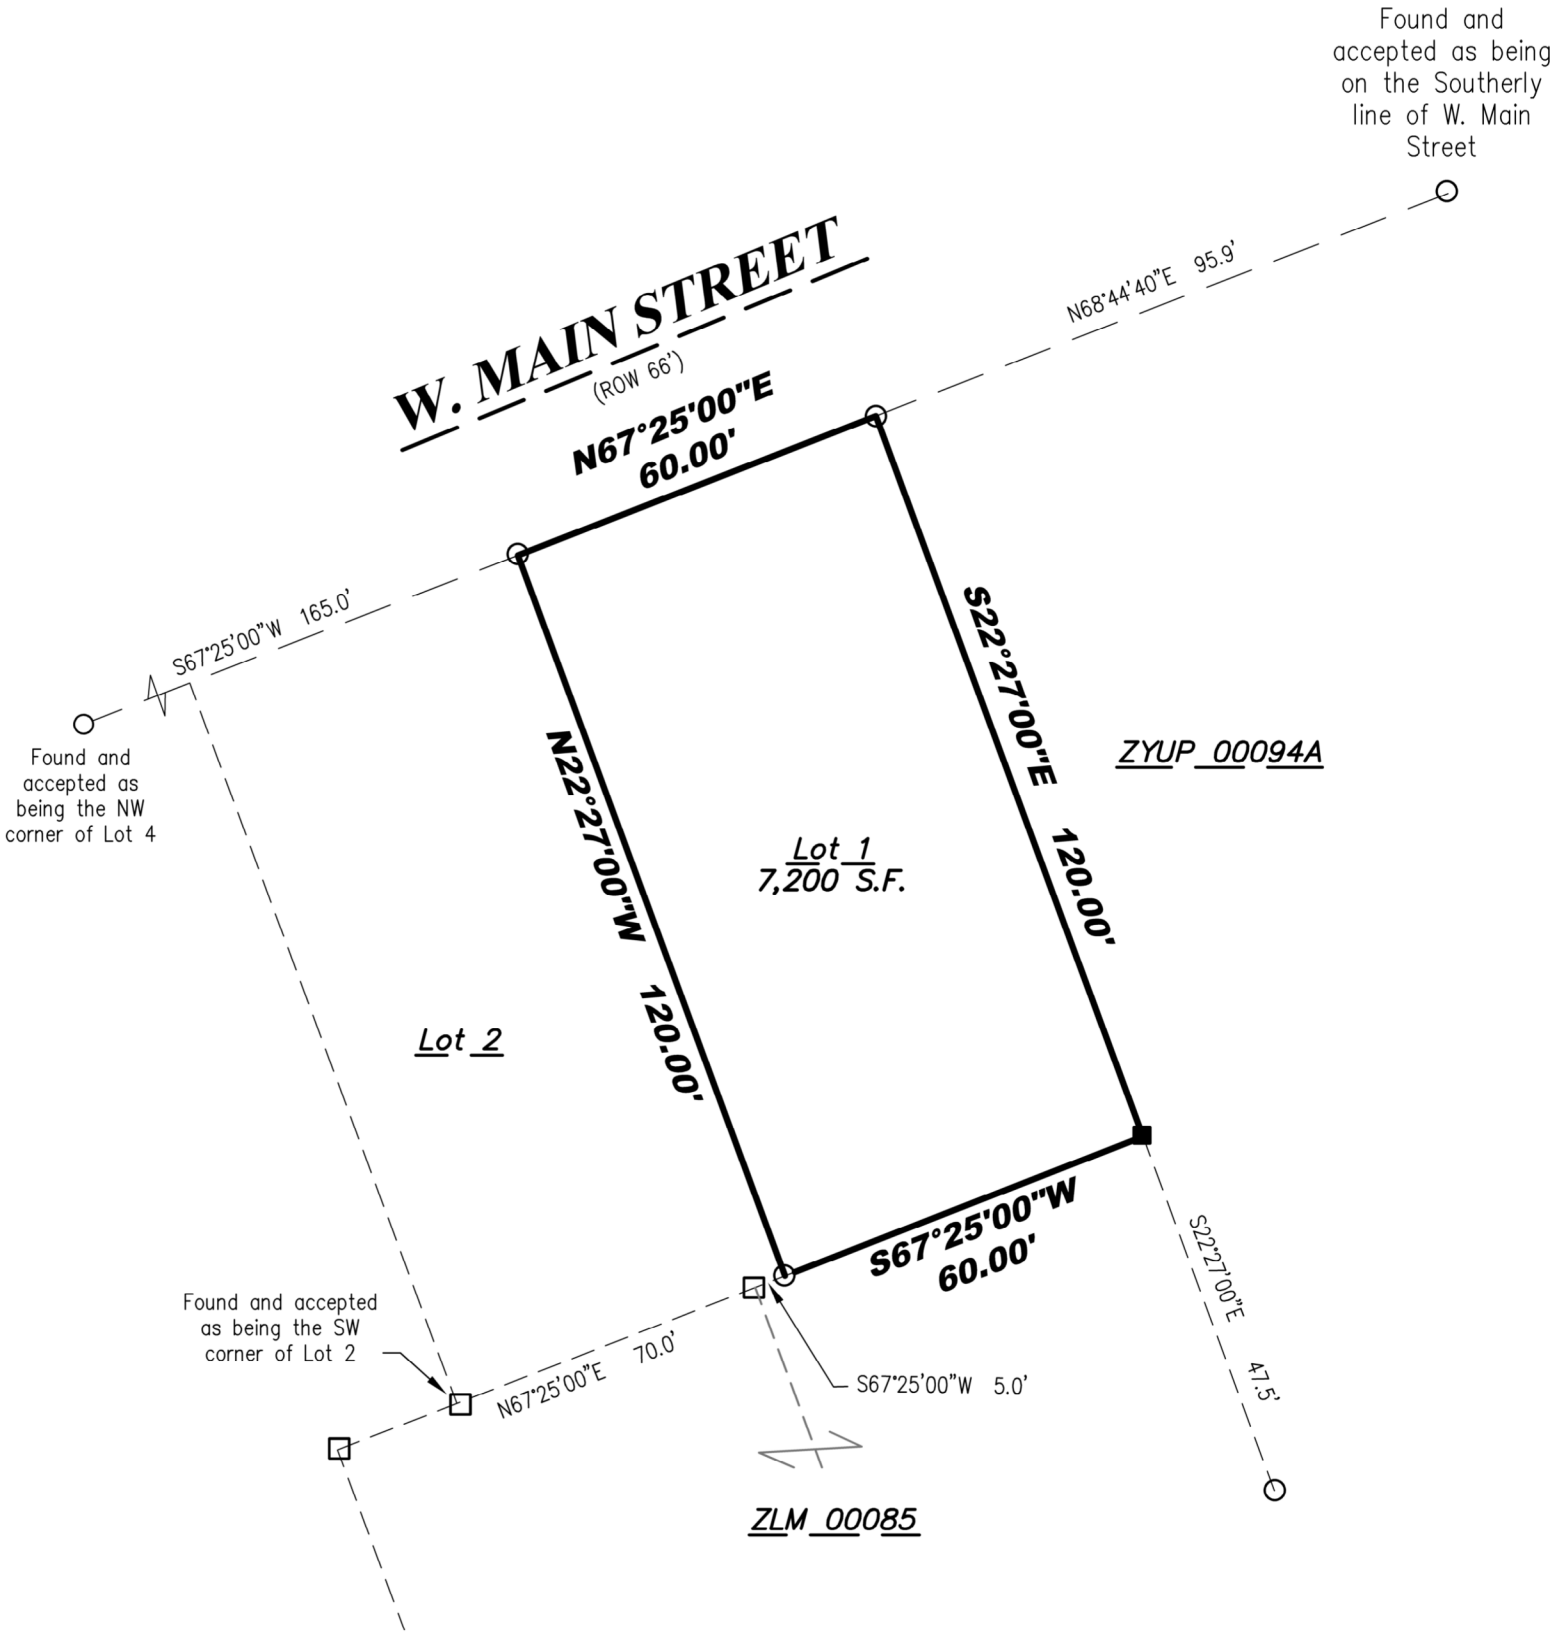 Found and
accepted as being
on the Southerly
line of W. Main
Street
W. MAIN STREET
(ROW 66')
N68°44'40"E 95.9'
N67°25'00"E
60.00'
S67°25'00"W 165.0'
Found and
accepted as
being the NW
corner of Lot 4
S22°27'00"E 120.00'
ZYUP 00094A
N22°27'00"W 120.00'
Lot 1
7,200 S.F.
Lot 2
S67°25'00"W
60.00'
S22°27'00"E 47.5'
Found and accepted
as being the SW
corner of Lot 2
N67°25'00"E 70.0'
S67°25'00"W 5.0'
ZLM 00085